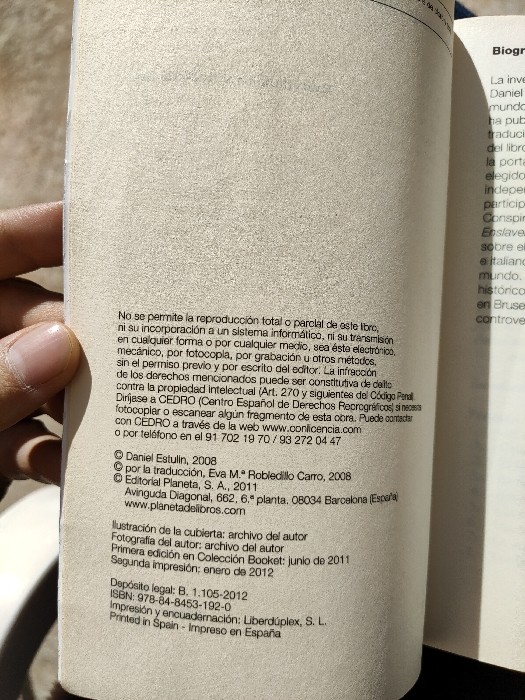 No se permite la reproducción total o parcial de este libro,
ni su incorporación a un sistema informático, ni su transmisión
en cualquier forma o por cualquier medio, sea éste electrónico,
mecánico, por fotocopia, por grabación u otros métodos,
sin el permiso previo y por escrito del editor. La infracción
de los derechos mencionados puede ser constitutiva de delito
contra la propiedad intelectual (Art. 270 y siguientes del Código Penal)
Diríjase a CEDRO (Centro Español de Derechos Reprográficos) si necesita
fotocopiar o escanear algún fragmento de esta obra. Puede contactar
con CEDRO a través de la web www.conlicencia.com
o por teléfono en el 91 702 19 70 / 93 272 04 47
© Daniel Estulin, 2008
© por la traducción, Eva M.ª Robledillo Carro, 2008
© Editorial Planeta, S. A., 2011
Avinguda Diagonal, 662, 6.ª planta. 08034 Barcelona (España)
www.planetadelibros.com
Ilustración de la cubierta: archivo del autor
Fotografía del autor: archivo del autor
Primera edición en Colección Booket: junio de 2011
Segunda impresión: enero de 2012
Depósito legal: B. 1.105-2012
ISBN: 978-84-8453-192-0
Impresión y encuadernación: Liberdúplex, S. L.
Printed in Spain - Impreso en España
Biogr
La inve
Daniel
mundo
ha pub
traduci
del libro
la porta
elegido
indeper
particip
Conspir
Enslave
sobre el
e italiano
mundo.
histórico
en Bruse
controve